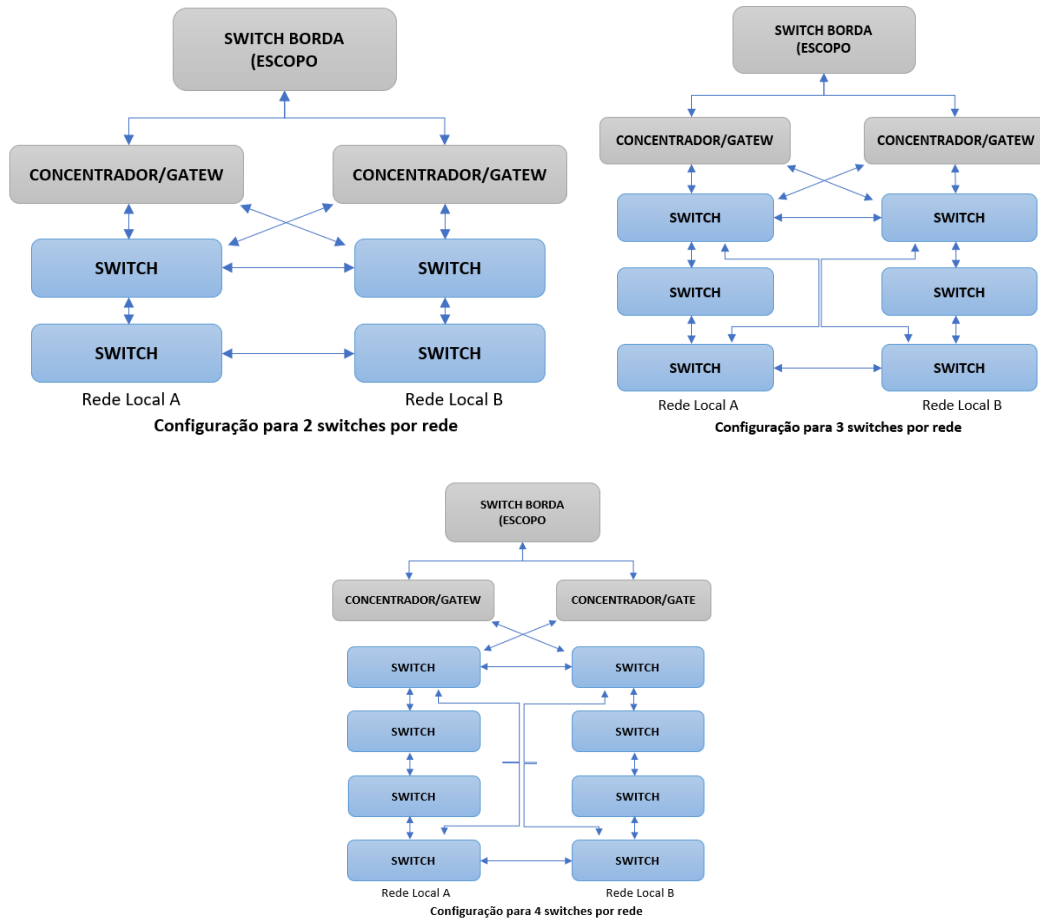 SWITCH BORDA
(ESCOPO
CONCENTRADOR/GATEW
CONCENTRADOR/GATEW
SWITCH
SWITCH
SWITCH
SWITCH
Rede Local A
Rede Local B
Configuração para 2 switches por rede
SWITCH BORDA
(ESCOPO
CONCENTRADOR/GATEW
CONCENTRADOR/GATEW
SWITCH
SWITCH
SWITCH
SWITCH
SWITCH
SWITCH
Rede Local A
Rede Local B
Configuração para 3 switches por rede
SWITCH BORDA
(ESCOPO
CONCENTRADOR/GATEW
CONCENTRADOR/GATE
SWITCH
SWITCH
SWITCH
SWITCH
SWITCH
SWITCH
SWITCH
SWITCH
Rede Local A
Rede Local B
Configuração para 4 switches por rede